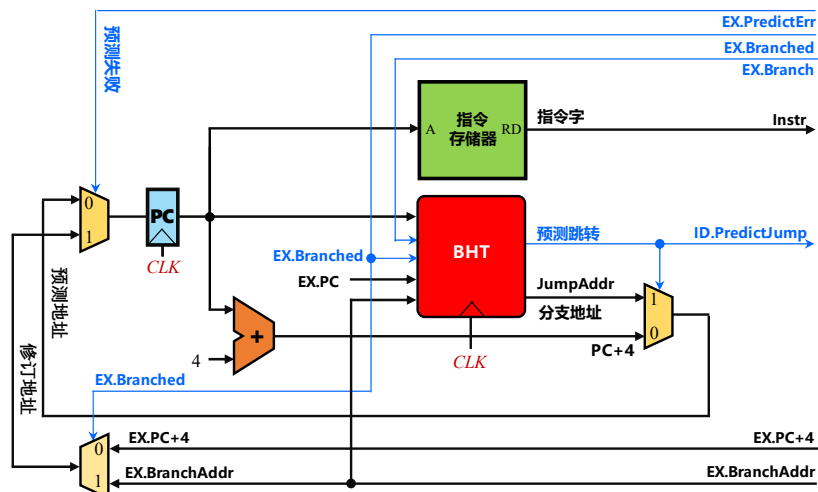 EX.PredictErr
EX.Branched
EX.Branch
预测失败
指令
存储器
A
RD
指令字
Instr
0
1
PC
CLK
BHT
预测跳转
ID.PredictJump
EX.Branched
EX.PC
JumpAddr
分支地址
1
0
预测地址
修订地址
+
4
CLK
PC+4
EX.Branched
0
1
EX.PC+4
EX.PC+4
EX.BranchAddr
EX.BranchAddr